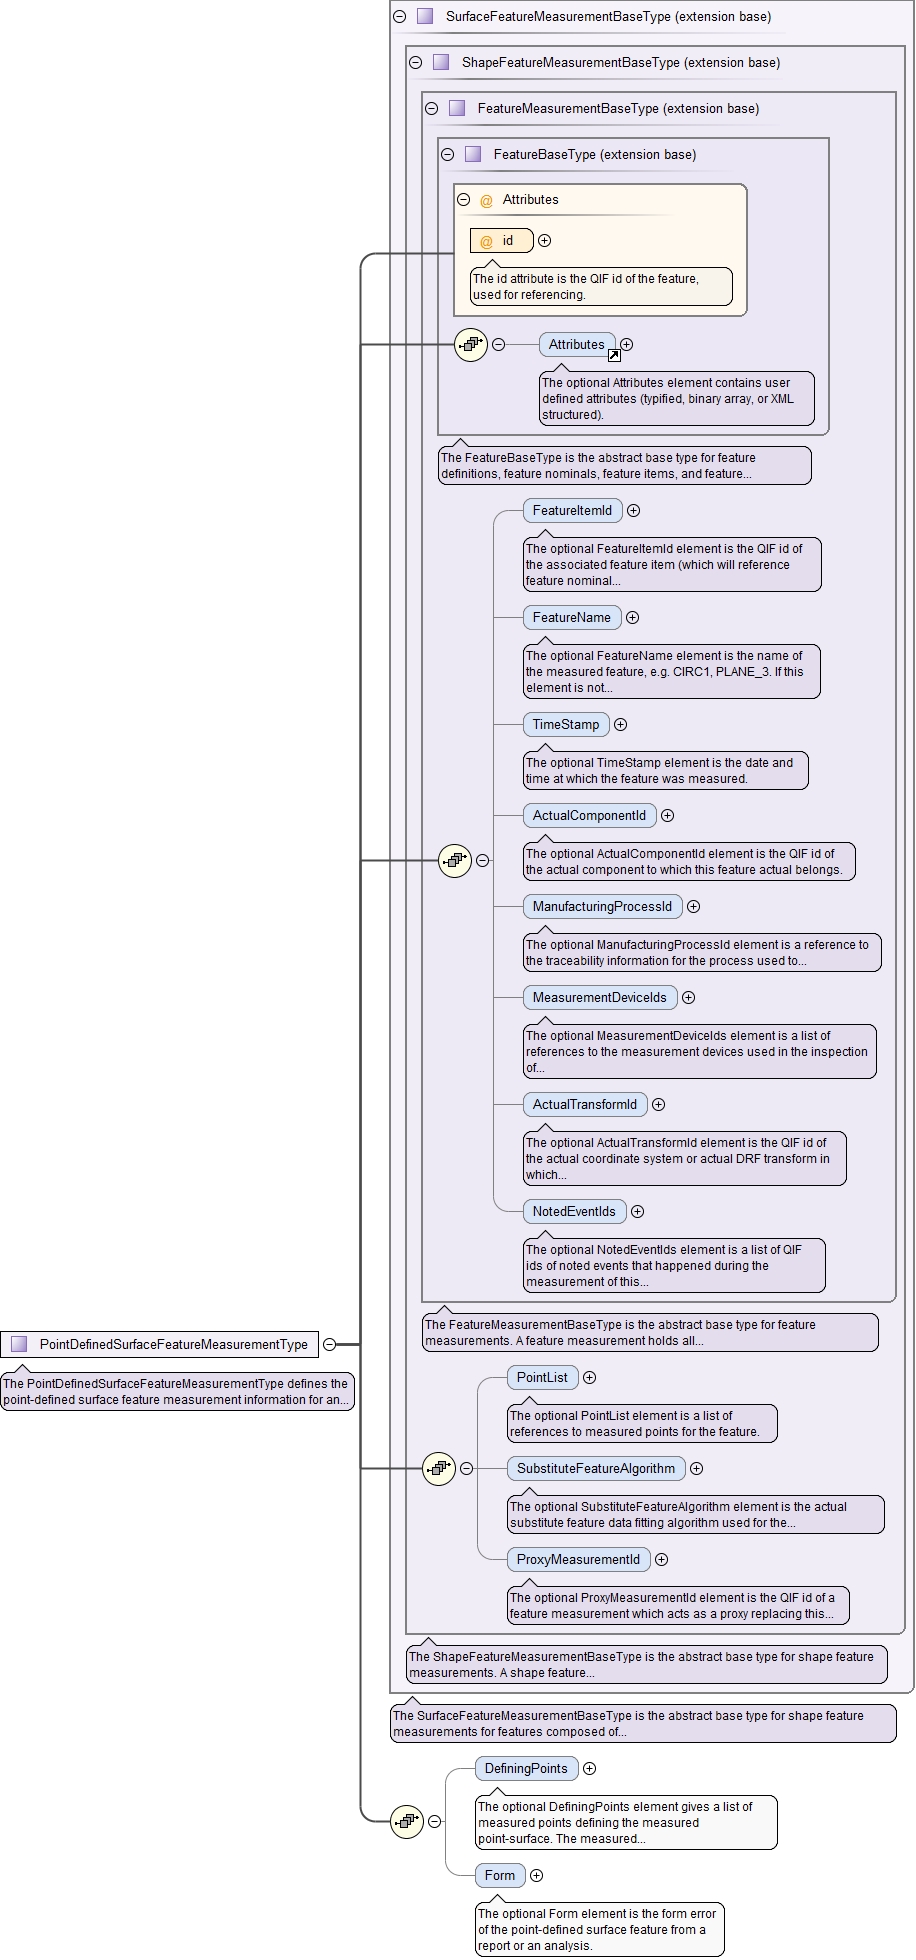 SurfaceFeatureMeasurementBaseType (extension base)
ShapeFeatureMeasurementBaseType (extension base)
FeatureMeasurementBaseType (extension base)
FeatureBaseType (extension base)
@ Attributes
@ id
The id attribute is the QIF id of the feature,
used for referencing.
Attributes
The optional Attributes element contains user
defined attributes (typified, binary array, or XML
structured).
The FeatureBaseType is the abstract base type for feature
definitions, feature nominals, feature items, and feature...
FeatureItemId
The optional FeatureItemId element is the QIF id of
the associated feature item (which will reference
feature nominal...
FeatureName
The optional FeatureName element is the name of
the measured feature, e.g. CIRC1, PLANE_3. If this
element is not...
TimeStamp
The optional TimeStamp element is the date and
time at which the feature was measured.
ActualComponentId
The optional ActualComponentId element is the QIF id of
the actual component to which this feature actual belongs.
ManufacturingProcessId
The optional ManufacturingProcessId element is a reference to
the traceability information for the process used to...
MeasurementDeviceIds
The optional MeasurementDeviceIds element is a list of
references to the measurement devices used in the inspection
of...
ActualTransformId
The optional ActualTransformId element is the QIF id of
the actual coordinate system or actual DRF transform in
which...
NotedEventIds
The optional NotedEventIds element is a list of QIF
ids of noted events that happened during the
measurement of this...
The FeatureMeasurementBaseType is the abstract base type for feature
measurements. A feature measurement holds all...
PointDefinedSurfaceFeatureMeasurementType
The PointDefinedSurfaceFeatureMeasurementType defines the
point-defined surface feature measurement information for an...
PointList
The optional PointList element is a list of
references to measured points for the feature.
SubstituteFeatureAlgorithm
The optional SubstituteFeatureAlgorithm element is the actual
substitute feature data fitting algorithm used for the...
ProxyMeasurementId
The optional ProxyMeasurementId element is the QIF id of a
feature measurement which acts as a proxy replacing this...
The ShapeFeatureMeasurementBaseType is the abstract base type for shape feature
measurements. A shape feature...
The SurfaceFeatureMeasurementBaseType is the abstract base type for shape feature
measurements for features composed of...
DefiningPoints
The optional DefiningPoints element gives a list of
measured points defining the measured
point-surface. The measured...
Form
The optional Form element is the form error
of the point-defined surface feature from a
report or an analysis.